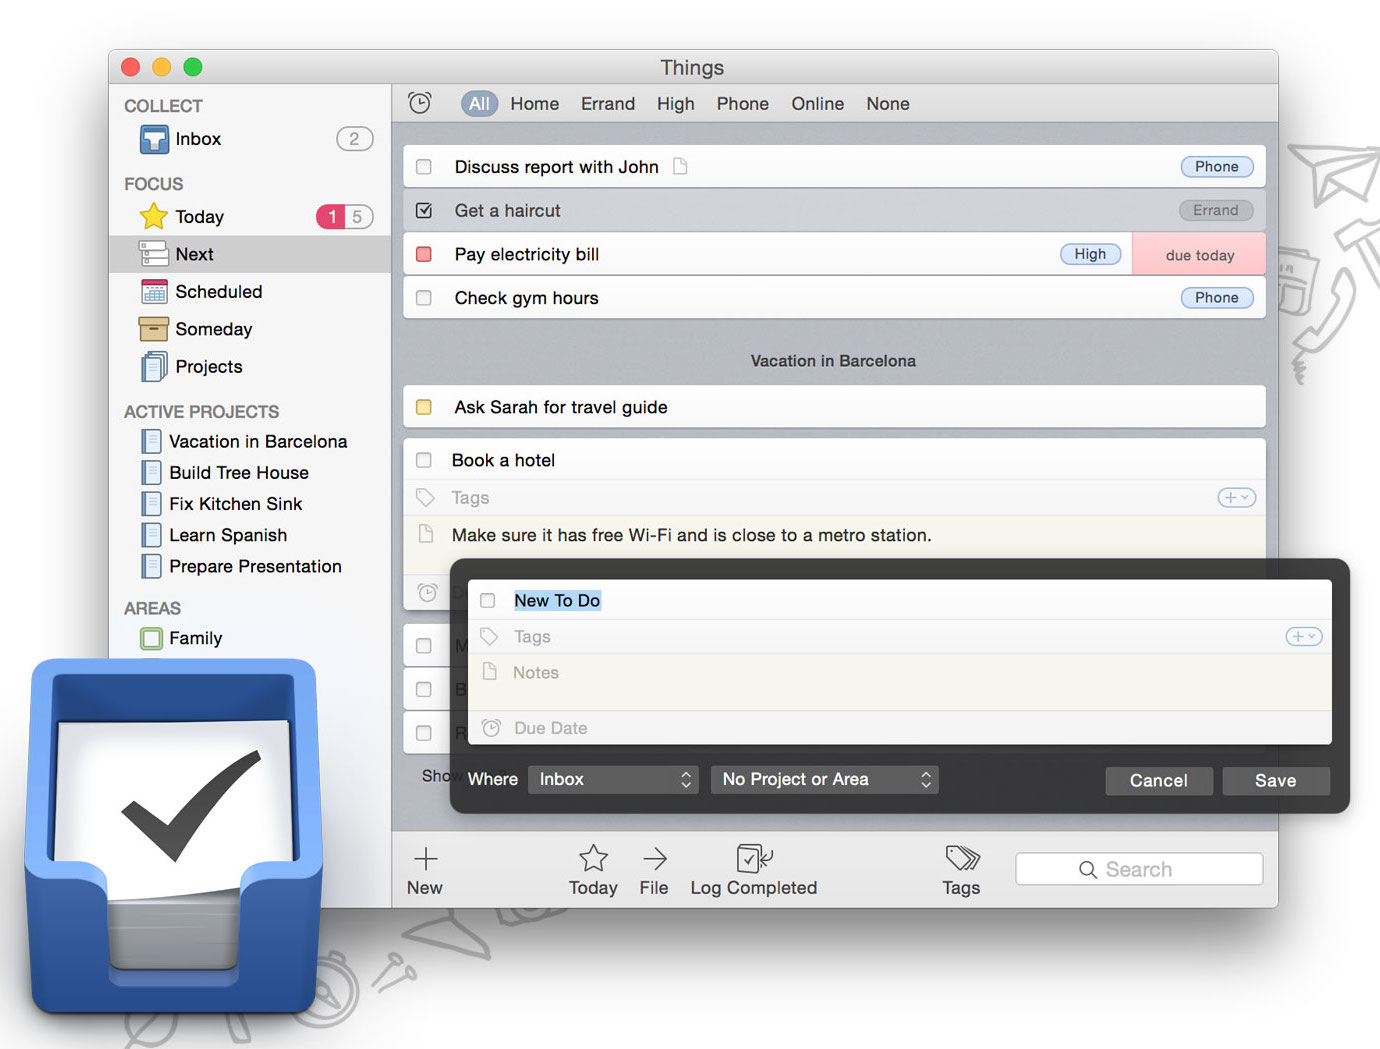 Things
COLLECT
Inbox 2
FOCUS
Today 1 5
Next
Scheduled
Someday
Projects
ACTIVE PROJECTS
Vacation in Barcelona
Build Tree House
Fix Kitchen Sink
Learn Spanish
Prepare Presentation
AREAS
Family
All Home Errand High Phone Online None
Discuss report with John Phone
Get a haircut Errand
Pay electricity bill High due today
Check gym hours Phone
Vacation in Barcelona
Ask Sarah for travel guide
Book a hotel
Tags
Make sure it has free Wi-Fi and is close to a metro station.
New To Do
Tags
Notes
Due Date
Show
Where Inbox No Project or Area Cancel Save
New Today File Log Completed Tags Search